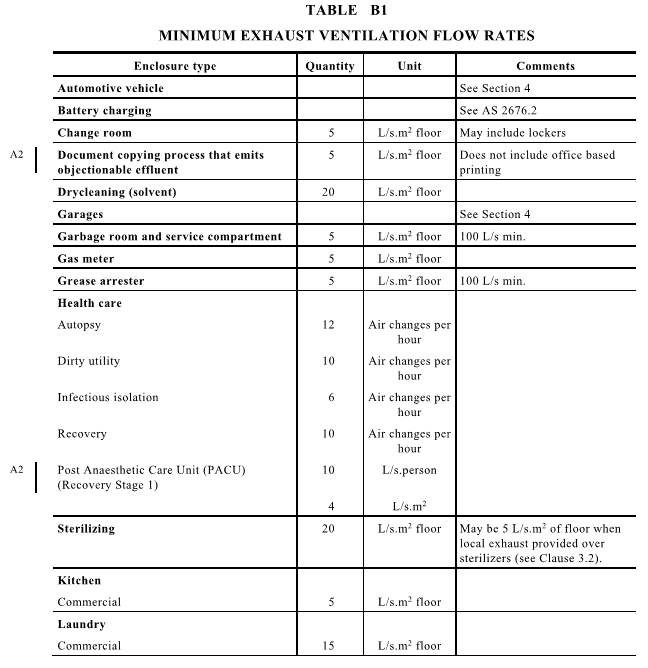 TABLE B1
MINIMUM EXHAUST VENTILATION FLOW RATES
Enclosure type Quantity Unit Comments
Automotive vehicle See Section 4
Battery charging See AS 2676.2
Change room 5 L/s.m² floor May include lockers
A2 Document copying process that emits 5 L/s.m² floor Does not include office based
objectionable effluent printing
Drycleaning (solvent) 20 L/s.m² floor
Garages See Section 4
Garbage room and service compartment 5 L/s.m² floor 100 L/s min.
Gas meter 5 L/s.m² floor
Grease arrester 5 L/s.m² floor 100 L/s min.
Health care
Autopsy 12 Air changes per
hour
Dirty utility 10 Air changes per
hour
Infectious isolation 6 Air changes per
hour
Recovery 10 Air changes per
hour
A2 Post Anaesthetic Care Unit (PACU) 10 L/s.person
(Recovery Stage 1)
4 L/s.m²
Sterilizing 20 L/s.m² floor May be 5 L/s.m² of floor when
local exhaust provided over
sterilizers (see Clause 3.2).
Kitchen
Commercial 5 L/s.m² floor
Laundry
Commercial 15 L/s.m² floor